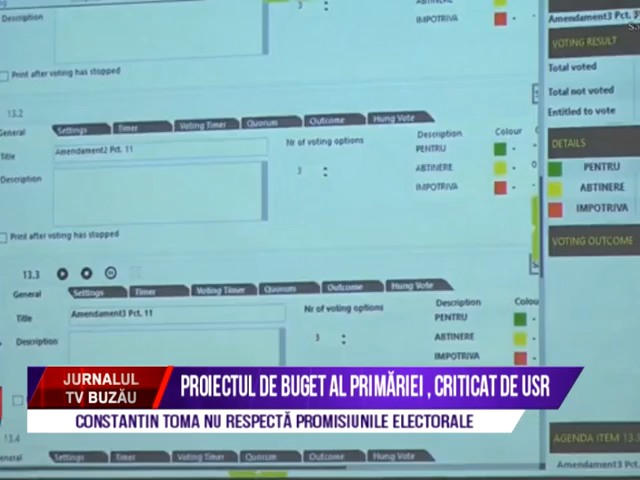 Description
3
ABTINERE
IMPOTRIVA
Print after voting has stopped
13.2
General
Settings Timer Voting Timer Quorum Outcome Hung Vote
Title
Amendament2 Pct. 11
Nr of voting options
Description Colour
PENTRU
Description
3
ABTINERE
IMPOTRIVA
Print after voting has stopped
13.3
General
Settings Timer Voting Timer Quorum Outcome Hung Vote
Title
Amendament3 Pct. 11
Nr of voting options
Description Colou
PENTRU
Description
3
ABTINERE
IMPOTRIVA
13.4
Settings Timer Voting Timer Quorum Outcome Hung Vote
Amendament3 Pct.
VOTING RESULT
Total voted
Total not voted
Entitled to vote
DETAILS
PENTRU
ABTINERE
IMPOTRIVA
VOTING OUTCOME
AGENDA ITEM 13.3
Amendament3 Pct.
JURNALUL
TV BUZĂU
PROIECTUL DE BUGET AL PRIMĂRIEI , CRITICAT DE USR
CONSTANTIN TOMA NU RESPECTĂ PROMISIUNILE ELECTORALE